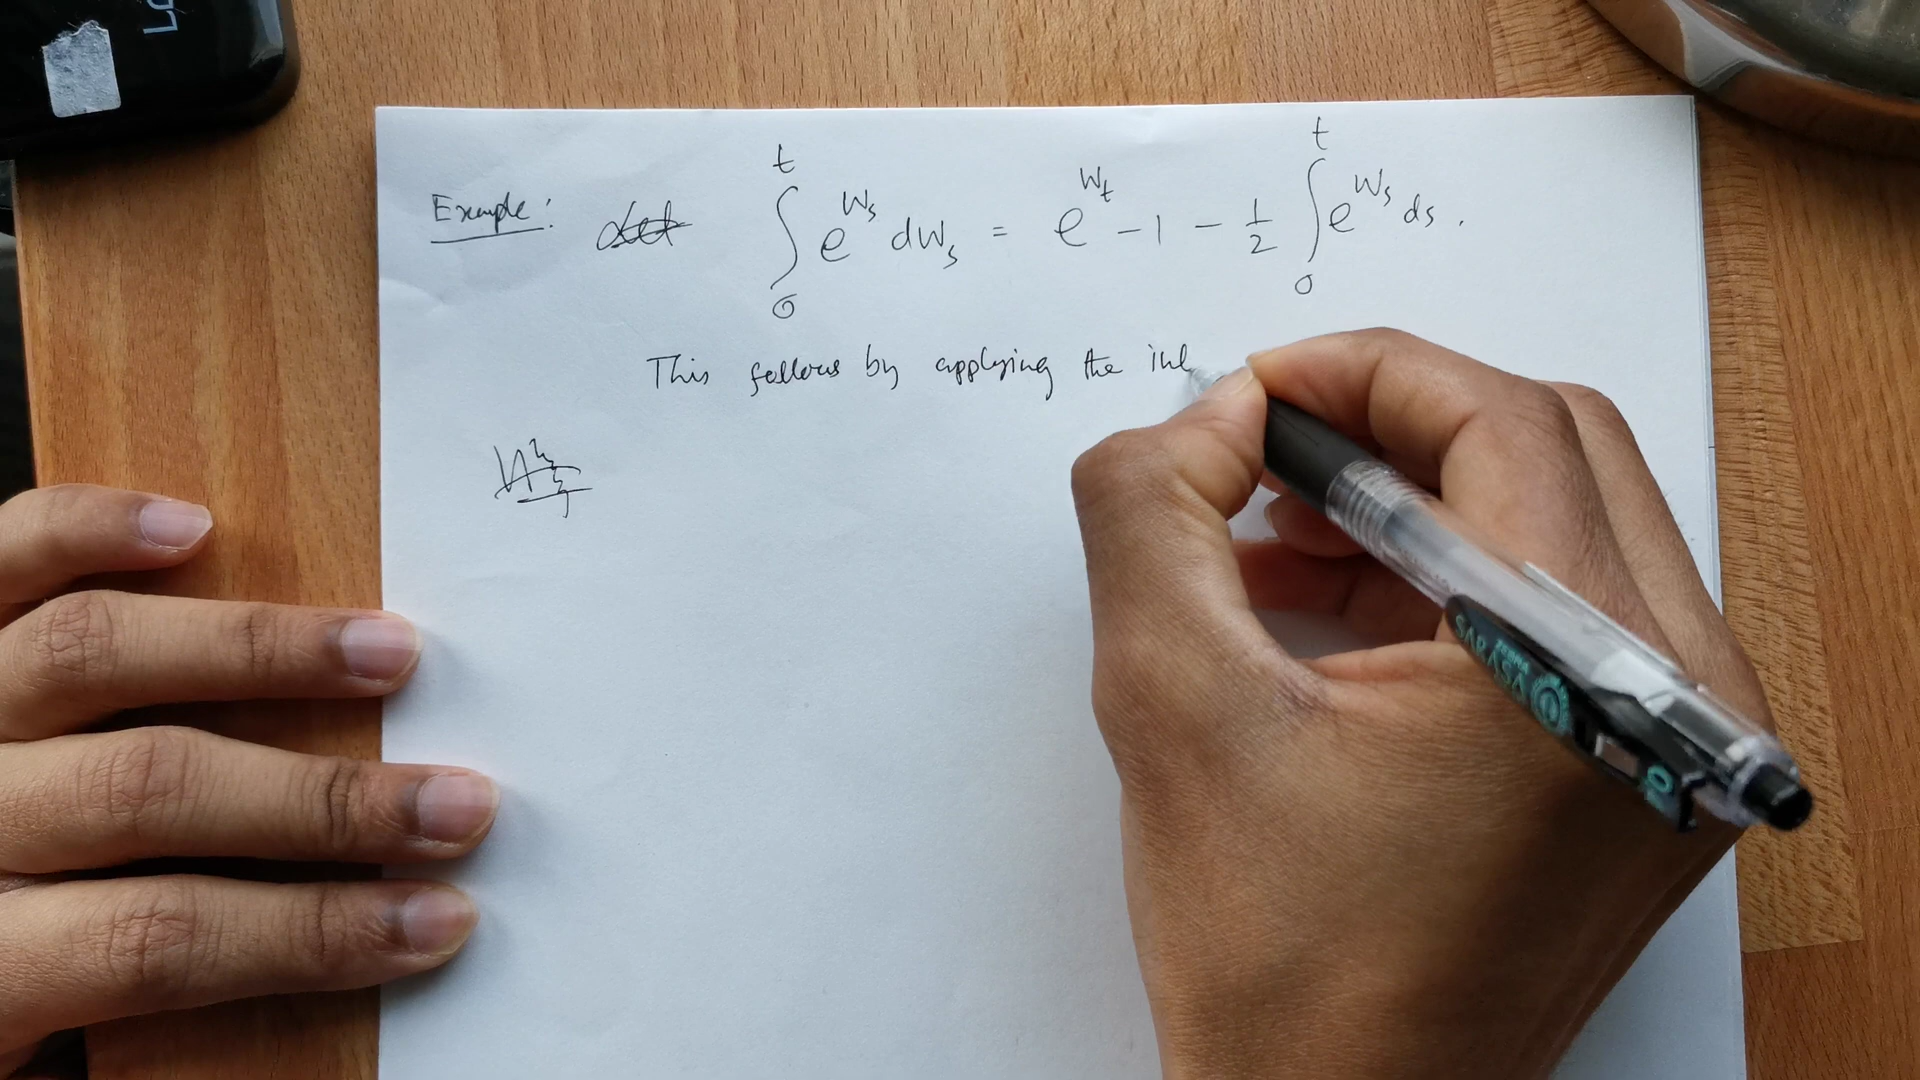 Example: ∫₀ᵗ e^{W_s} dW_s = e^{W_t} - 1 - 1/2 ∫₀ᵗ e^{W_s} ds.
This follows by applying the